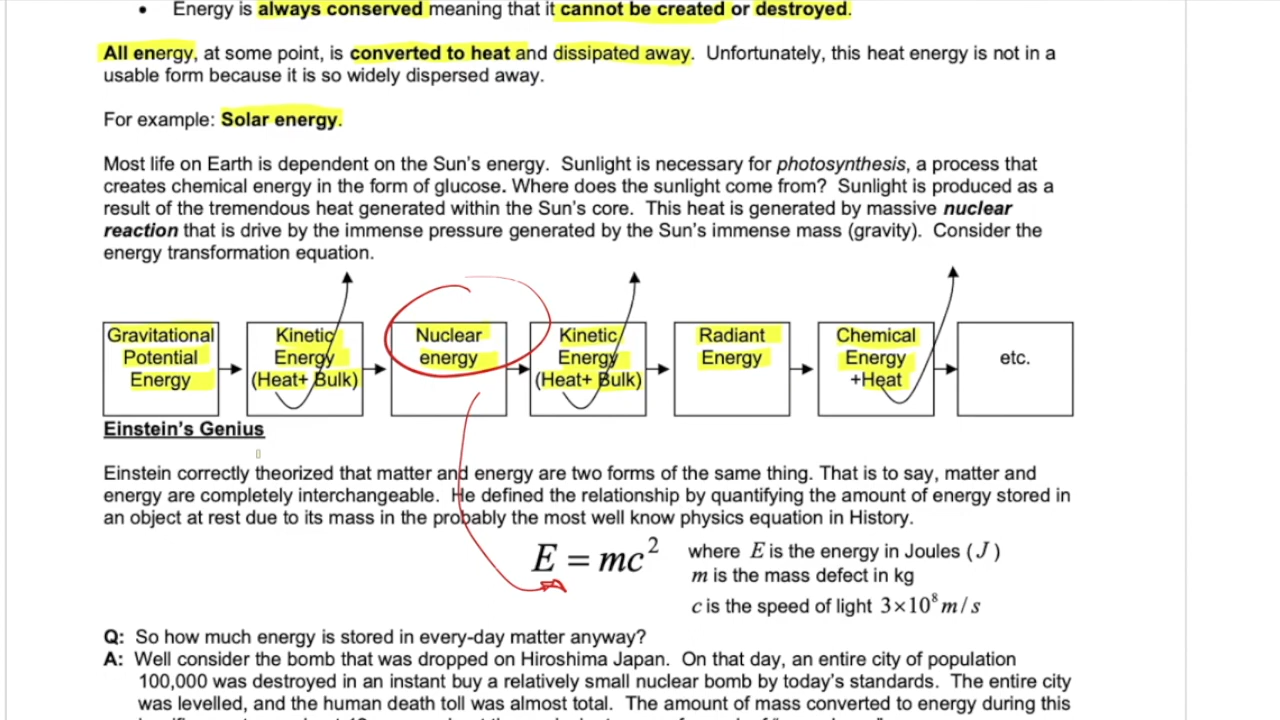 • Energy is always conserved meaning that it cannot be created or destroyed.
All energy, at some point, is converted to heat and dissipated away. Unfortunately, this heat energy is not in a
usable form because it is so widely dispersed away.
For example: Solar energy.
Most life on Earth is dependent on the Sun's energy. Sunlight is necessary for photosynthesis, a process that
creates chemical energy in the form of glucose. Where does the sunlight come from? Sunlight is produced as a
result of the tremendous heat generated within the Sun's core. This heat is generated by massive nuclear
reaction that is drive by the immense pressure generated by the Sun's immense mass (gravity). Consider the
energy transformation equation.
Gravitational
Potential
Energy
Kinetic
Energy
(Heat+ Bulk)
Nuclear
energy
Kinetic
Energy
(Heat+ Bulk)
Radiant
Energy
Chemical
Energy
+Heat
etc.
Einstein's Genius
Einstein correctly theorized that matter and energy are two forms of the same thing. That is to say, matter and
energy are completely interchangeable. He defined the relationship by quantifying the amount of energy stored in
an object at rest due to its mass in the probably the most well know physics equation in History.
E = mc²
where E is the energy in Joules (J)
m is the mass defect in kg
c is the speed of light 3×10⁸ m/s
Q: So how much energy is stored in every-day matter anyway?
A: Well consider the bomb that was dropped on Hiroshima Japan. On that day, an entire city of population
100,000 was destroyed in an instant buy a relatively small nuclear bomb by today's standards. The entire city
was levelled, and the human death toll was almost total. The amount of mass converted to energy during this